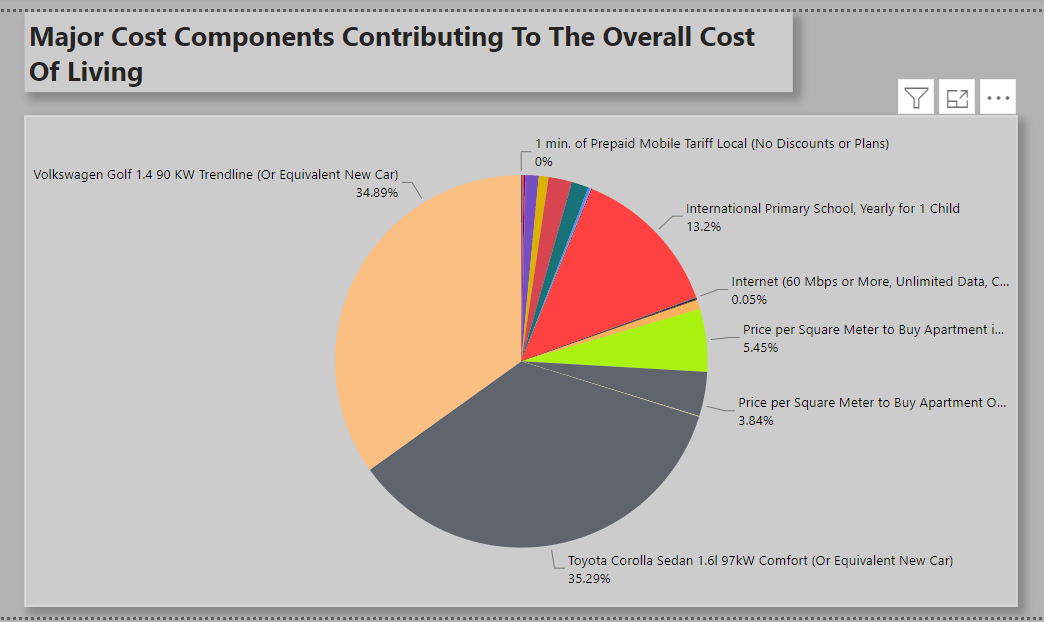 Major Cost Components Contributing To The Overall Cost
Of Living
1 min. of Prepaid Mobile Tariff Local (No Discounts or Plans)
0%
Volkswagen Golf 1.4 90 KW Trendline (Or Equivalent New Car)
34.89%
International Primary School, Yearly for 1 Child
13.2%
Internet (60 Mbps or More, Unlimited Data, C...
0.05%
Price per Square Meter to Buy Apartment i...
5.45%
Price per Square Meter to Buy Apartment O...
3.84%
Toyota Corolla Sedan 1.6l 97kW Comfort (Or Equivalent New Car)
35.29%